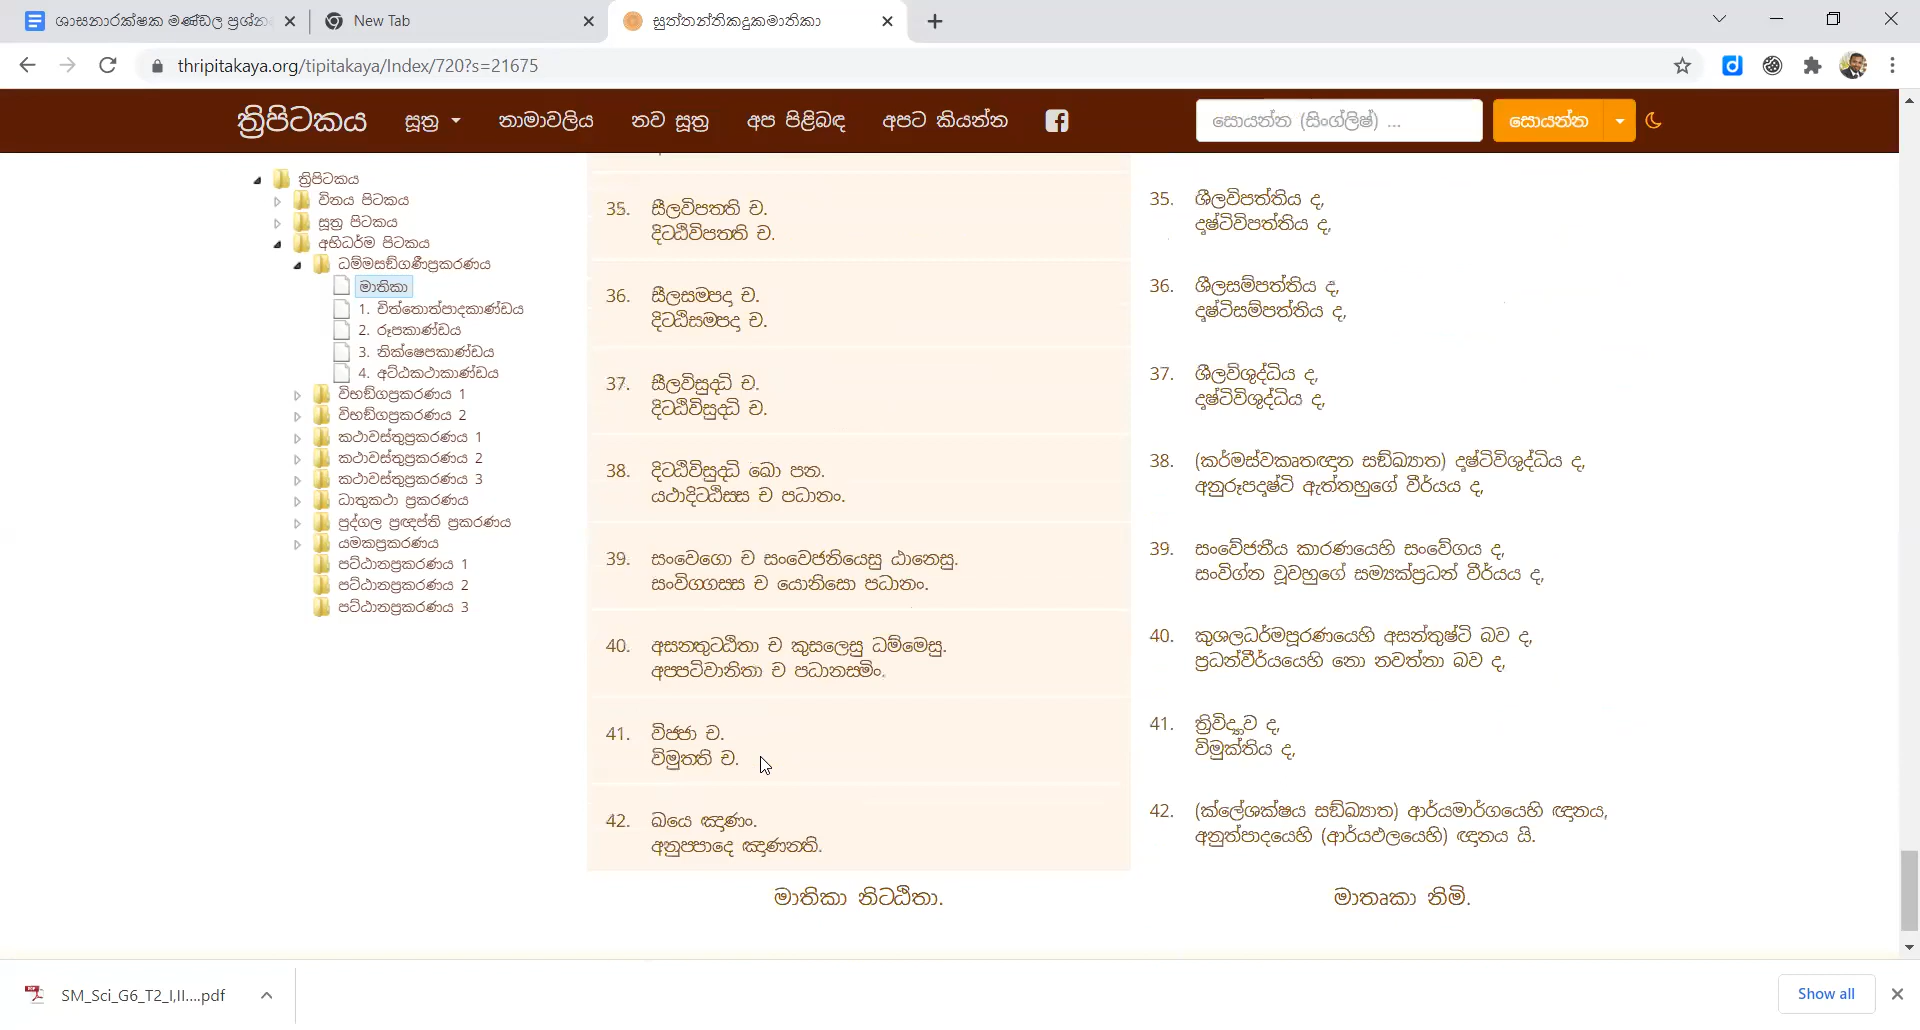 ශාසනාරක්ෂක මණ්ඩල ප්‍රශ්න
New Tab
සුත්තන්තිකදුකමාතිකා
thripitakaya.org/tipitakaya/Index/720?s=21675
ත්‍රිපිටකය
සූත්‍ර
නාමාවලිය
නව සූත්‍ර
අප පිළිබඳ
අපට කියන්න
සොයන්න (සිංග්ලිෂ්) ...
සොයන්න
ත්‍රිපිටකය
විනය පිටකය
සූත්‍ර පිටකය
අභිධර්ම පිටකය
ධම්මසඞ්ගණීප්‍රකරණය
මාතිකා
1. චිත්තොත්පාදකාණ්ඩය
2. රූපකාණ්ඩය
3. නික්ෂෙපකාණ්ඩය
4. අට්ඨකථාකාණ්ඩය
විභඞ්ගප්‍රකරණය 1
විභඞ්ගප්‍රකරණය 2
කථාවස්තුප්‍රකරණය 1
කථාවස්තුප්‍රකරණය 2
කථාවස්තුප්‍රකරණය 3
ධාතුකථා ප්‍රකරණය
පුද්ගල ප්‍රඥප්ති ප්‍රකරණය
යමකප්‍රකරණය
පට්ඨානප්‍රකරණය 1
පට්ඨානප්‍රකරණය 2
පට්ඨානප්‍රකරණය 3
35. සීලවිපත්ති ච.
දිට්ඨිවිපත්ති ච.
36. සීලසම්පදා ච.
දිට්ඨිසම්පදා ච.
37. සීලවිසුද්ධි ච.
දිට්ඨිවිසුද්ධි ච.
38. දිට්ඨිවිසුද්ධි ඛො පන.
යථාදිට්ඨිස්ස ච පධානං.
39. සංවෙගො ච සංවෙජනියෙසු ඨානෙසු.
සංවිග්ගස්ස ච යොනිසො පධානං.
40. අසන්තුට්ඨිතා ච කුසලෙසු ධම්මෙසු.
අප්පටිවානිතා ච පධානස්මිං.
41. විජ්ජා ච.
විමුත්ති ච.
42. ඛයෙ ඤාණං.
අනුප්පාදෙ ඤාණන්ති.
මාතිකා නිට්ඨිතා.
35. ශීලවිපත්තිය ද,
දෘෂ්ටිවිපත්තිය ද,
36. ශීලසම්පත්තිය ද,
දෘෂ්ටිසම්පත්තිය ද,
37. ශීලවිශුද්ධිය ද,
දෘෂ්ටිවිශුද්ධිය ද,
38. (කර්මස්වකෘතඥාන සඞ්ඛ්‍යාත) දෘෂ්ටිවිශුද්ධිය ද,
අනුරූපදෘෂ්ටි ඇත්තහුගේ වීර්යය ද,
39. සංවේජනීය කාරණයෙහි සංවේගය ද,
සංවිග්න වූවහුගේ සම්‍යක්ප්‍රධන් වීර්යය ද,
40. කුශලධර්මපූරණයෙහි අසන්තුෂ්ටි බව ද,
ප්‍රධන්වීර්යයෙහි නො නවත්නා බව ද,
41. ත්‍රිවිද්‍යාව ද,
විමුක්තිය ද,
42. (ක්ලේශක්ෂය සඞ්ඛ්‍යාත) ආර්යමාර්ගයෙහි ඥානය,
අනුත්පාදයෙහි (ආර්යඵලයෙහි) ඥානය යි.
මාතෘකා නිමි.
SM_Sci_G6_T2_I,II....pdf
Show all